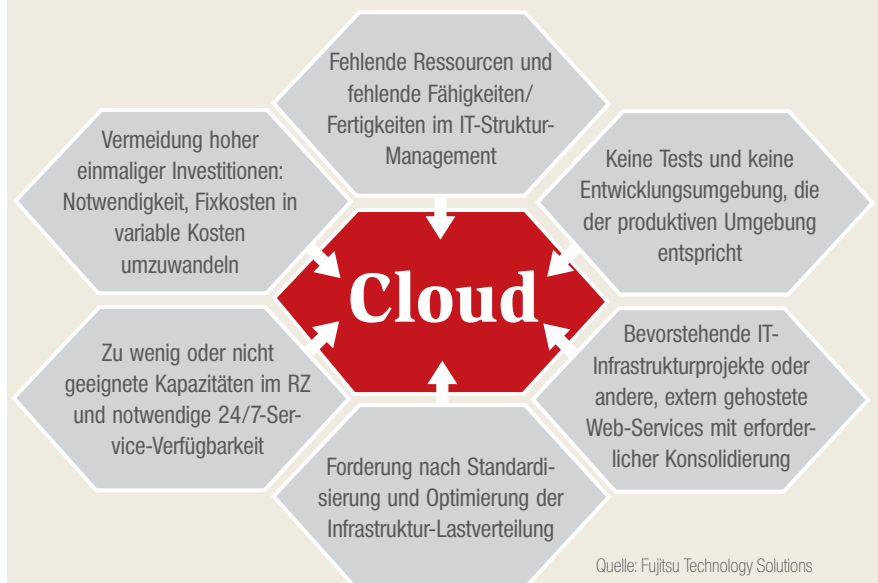 Fehlende Ressourcen und
fehlende Fähigkeiten/
Fertigkeiten im IT-Struktur-
Management
Vermeidung hoher
einmaliger Investitionen:
Notwendigkeit, Fixkosten in
variable Kosten
umzuwandeln
Keine Tests und keine
Entwicklungsumgebung, die
der produktiven Umgebung
entspricht
Cloud
Zu wenig oder nicht
geeignete Kapazitäten im RZ
und notwendige 24/7-Ser-
vice-Verfügbarkeit
Bevorstehende IT-
Infrastrukturprojekte oder
andere, extern gehostete
Web-Services mit erforder-
licher Konsolidierung
Forderung nach Standardi-
sierung und Optimierung der
Infrastruktur-Lastverteilung
Quelle: Fujitsu Technology Solutions